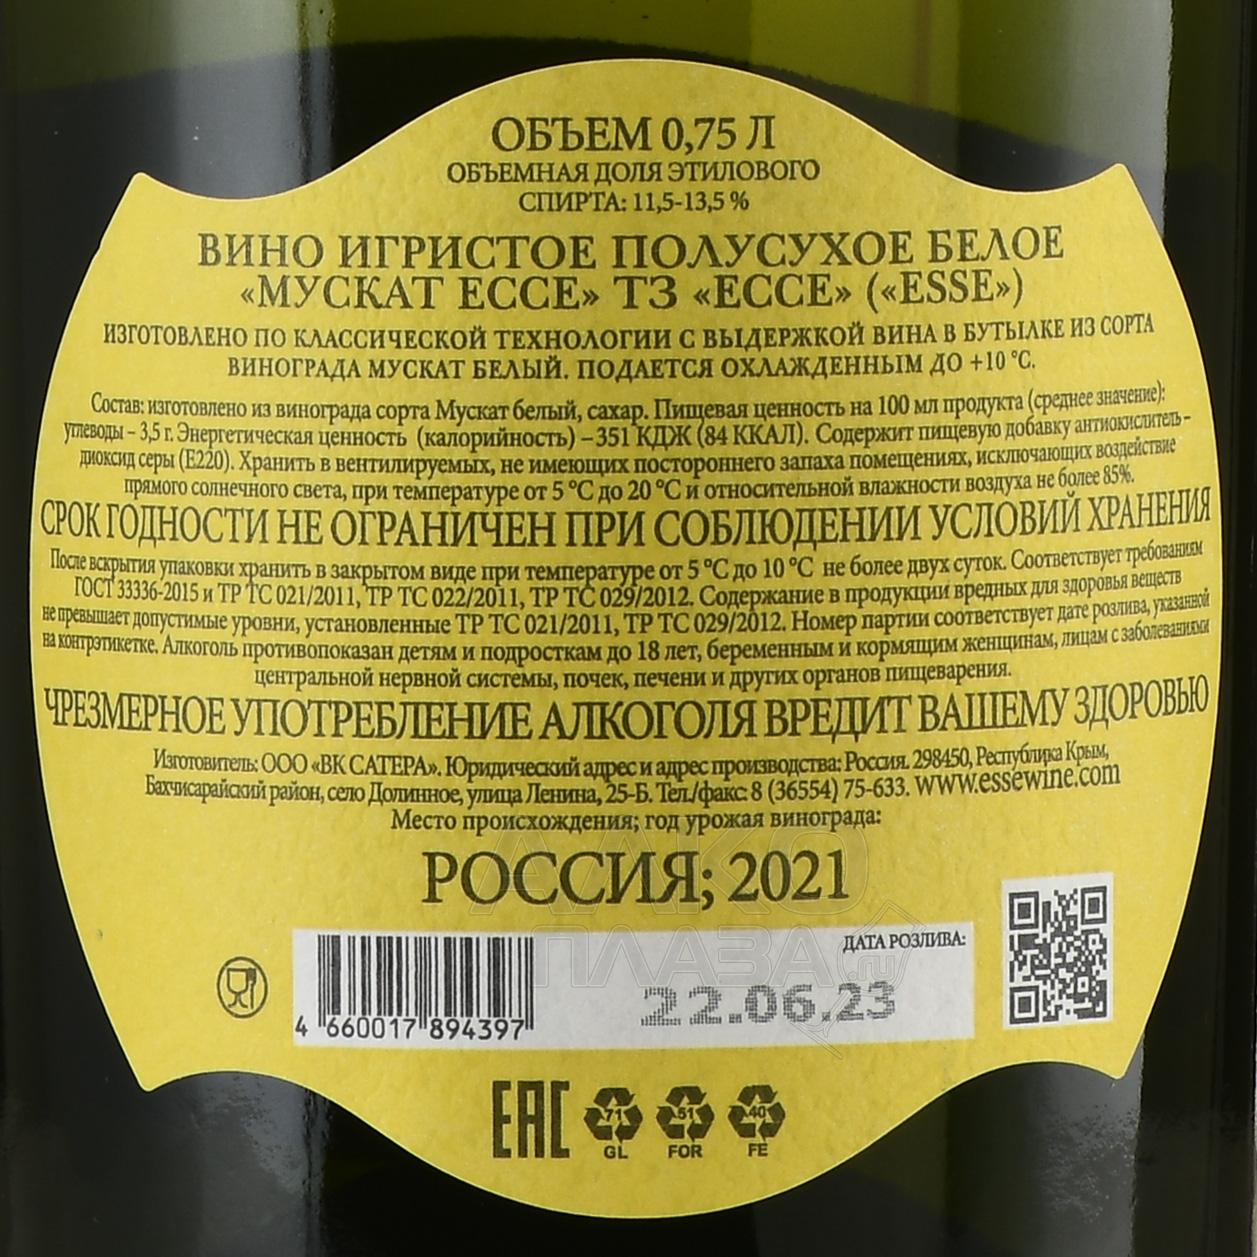 ОБЪЕМ 0,75 Л
ОБЪЕМНАЯ ДОЛЯ ЭТИЛОВОГО
СПИРТА: 11,5-13,5 %
ВИНО ИГРИСТОЕ ПОЛУСУХОЕ БЕЛОЕ
«МУСКАТ ЕССЕ» ТЗ «ЕССЕ» («ESSE»)
ИЗГОТОВЛЕНО ПО КЛАССИЧЕСКОЙ ТЕХНОЛОГИИ С ВЫДЕРЖКОЙ ВИНА В БУТЫЛКЕ ИЗ СОРТА
ВИНОГРАДА МУСКАТ БЕЛЫЙ. ПОДАЕТСЯ ОХЛАЖДЕННЫМ ДО +10 °С.
Состав: изготовлено из винограда сорта Мускат белый, сахар. Пищевая ценность на 100 мл продукта (среднее значение):
углеводы – 3,5 г. Энергетическая ценность (калорийность) – 351 КДЖ (84 ККАЛ). Содержит пищевую добавку антиокислитель –
диоксид серы (Е220). Хранить в вентилируемых, не имеющих постороннего запаха помещениях, исключающих воздействие
прямого солнечного света, при температуре от 5 °С до 20 °С и относительной влажности воздуха не более 85%.
СРОК ГОДНОСТИ НЕ ОГРАНИЧЕН ПРИ СОБЛЮДЕНИИ УСЛОВИЙ ХРАНЕНИЯ
После вскрытия упаковки хранить в закрытом виде при температуре от 5 °С до 10 °С не более двух суток. Соответствует требованиям
ГОСТ 33336-2015 и ТР ТС 021/2011, ТР ТС 022/2011, ТР ТС 029/2012. Содержание в продукции вредных для здоровья веществ
не превышает допустимые уровни, установленные ТР ТС 021/2011, ТР ТС 029/2012. Номер партии соответствует дате розлива, указанной
на контрэтикетке. Алкоголь противопоказан детям и подросткам до 18 лет, беременным и кормящим женщинам, лицам с заболеваниями
центральной нервной системы, почек, печени и других органов пищеварения.
ЧРЕЗМЕРНОЕ УПОТРЕБЛЕНИЕ АЛКОГОЛЯ ВРЕДИТ ВАШЕМУ ЗДОРОВЬЮ
Изготовитель: ООО «ВК САТЕРА». Юридический адрес и адрес производства: Россия. 298450, Республика Крым,
Бахчисарайский район, село Долинное, улица Ленина, 25-Б. Тел./факс: 8 (36554) 75-633. www.essewine.com
Место происхождения; год урожая винограда:
РОССИЯ; 2021
АЛКО
ПЛАЗА.ru
ДАТА РОЗЛИВА:
22.06.23
4 660017 894397
EAC
71 51 40
GL FOR FE